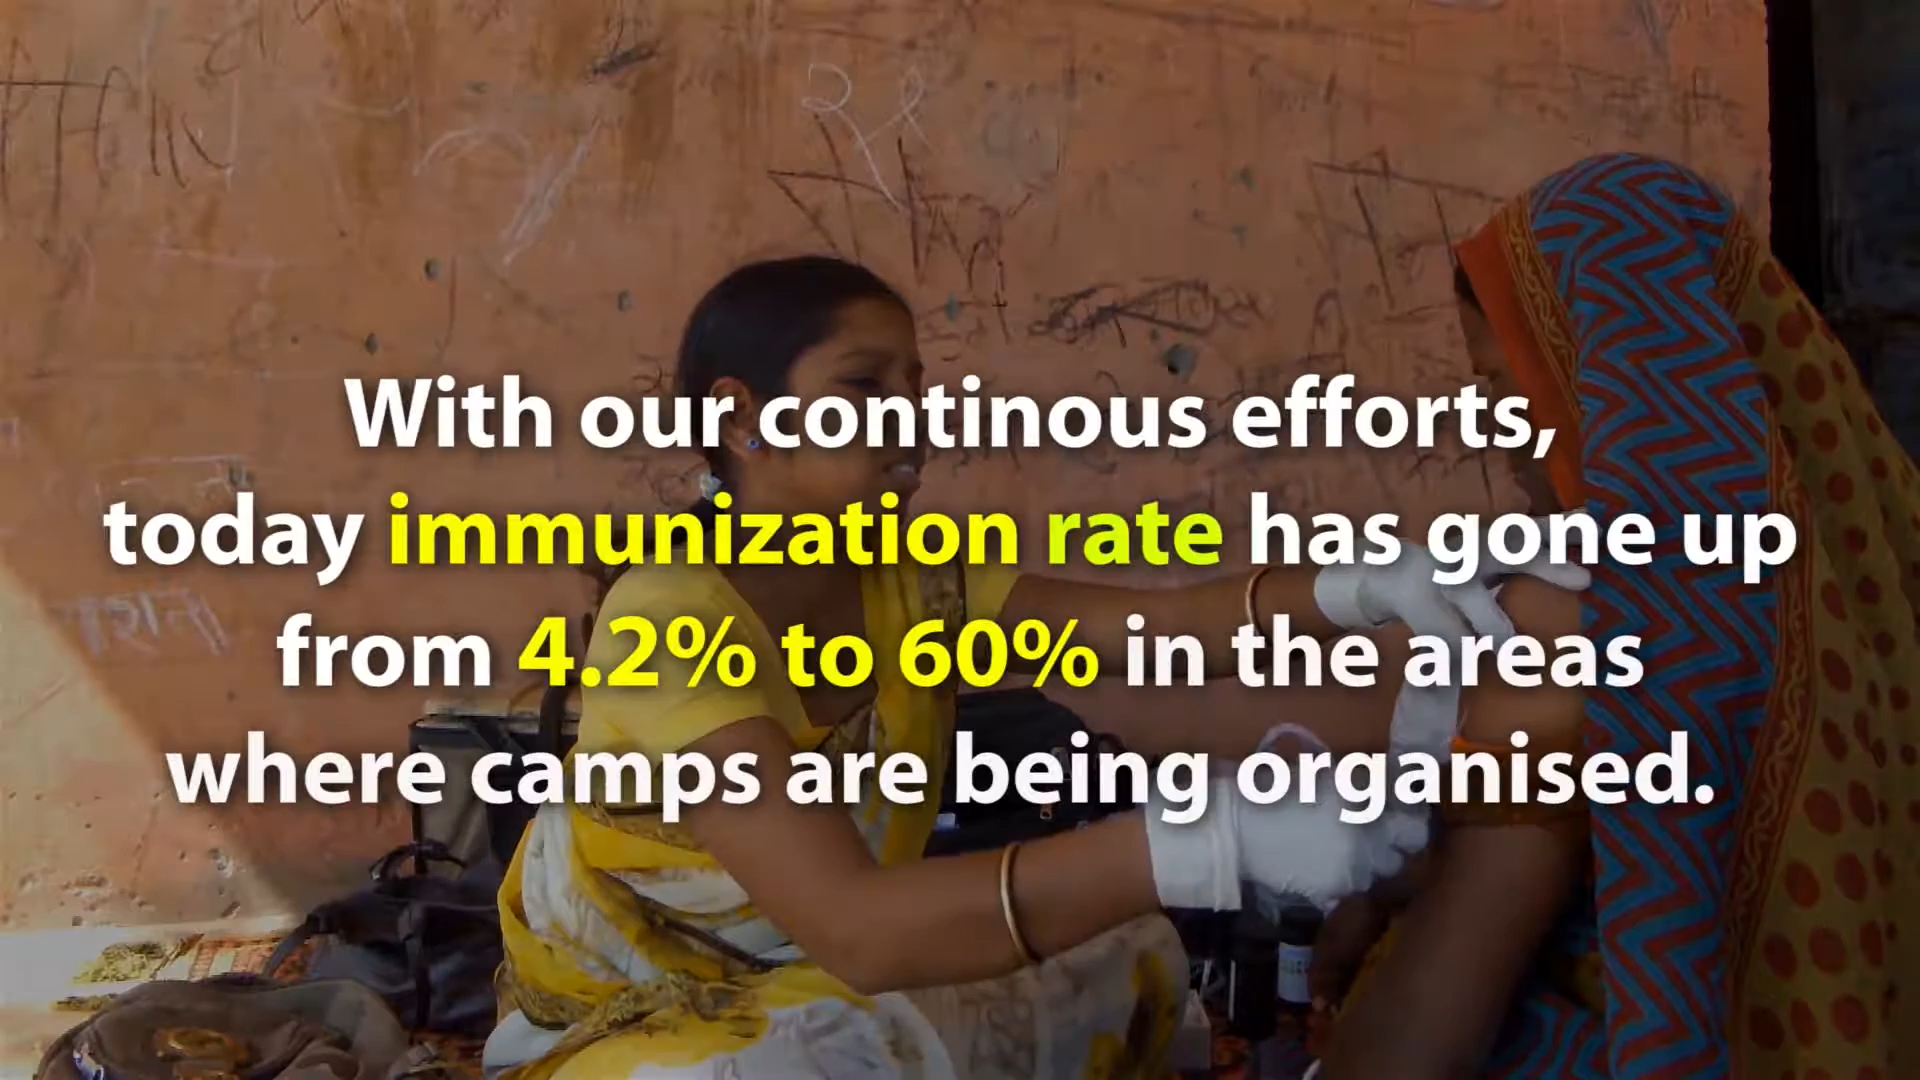 With our continous efforts,
today immunization rate has gone up
from 4.2% to 60% in the areas
where camps are being organised.